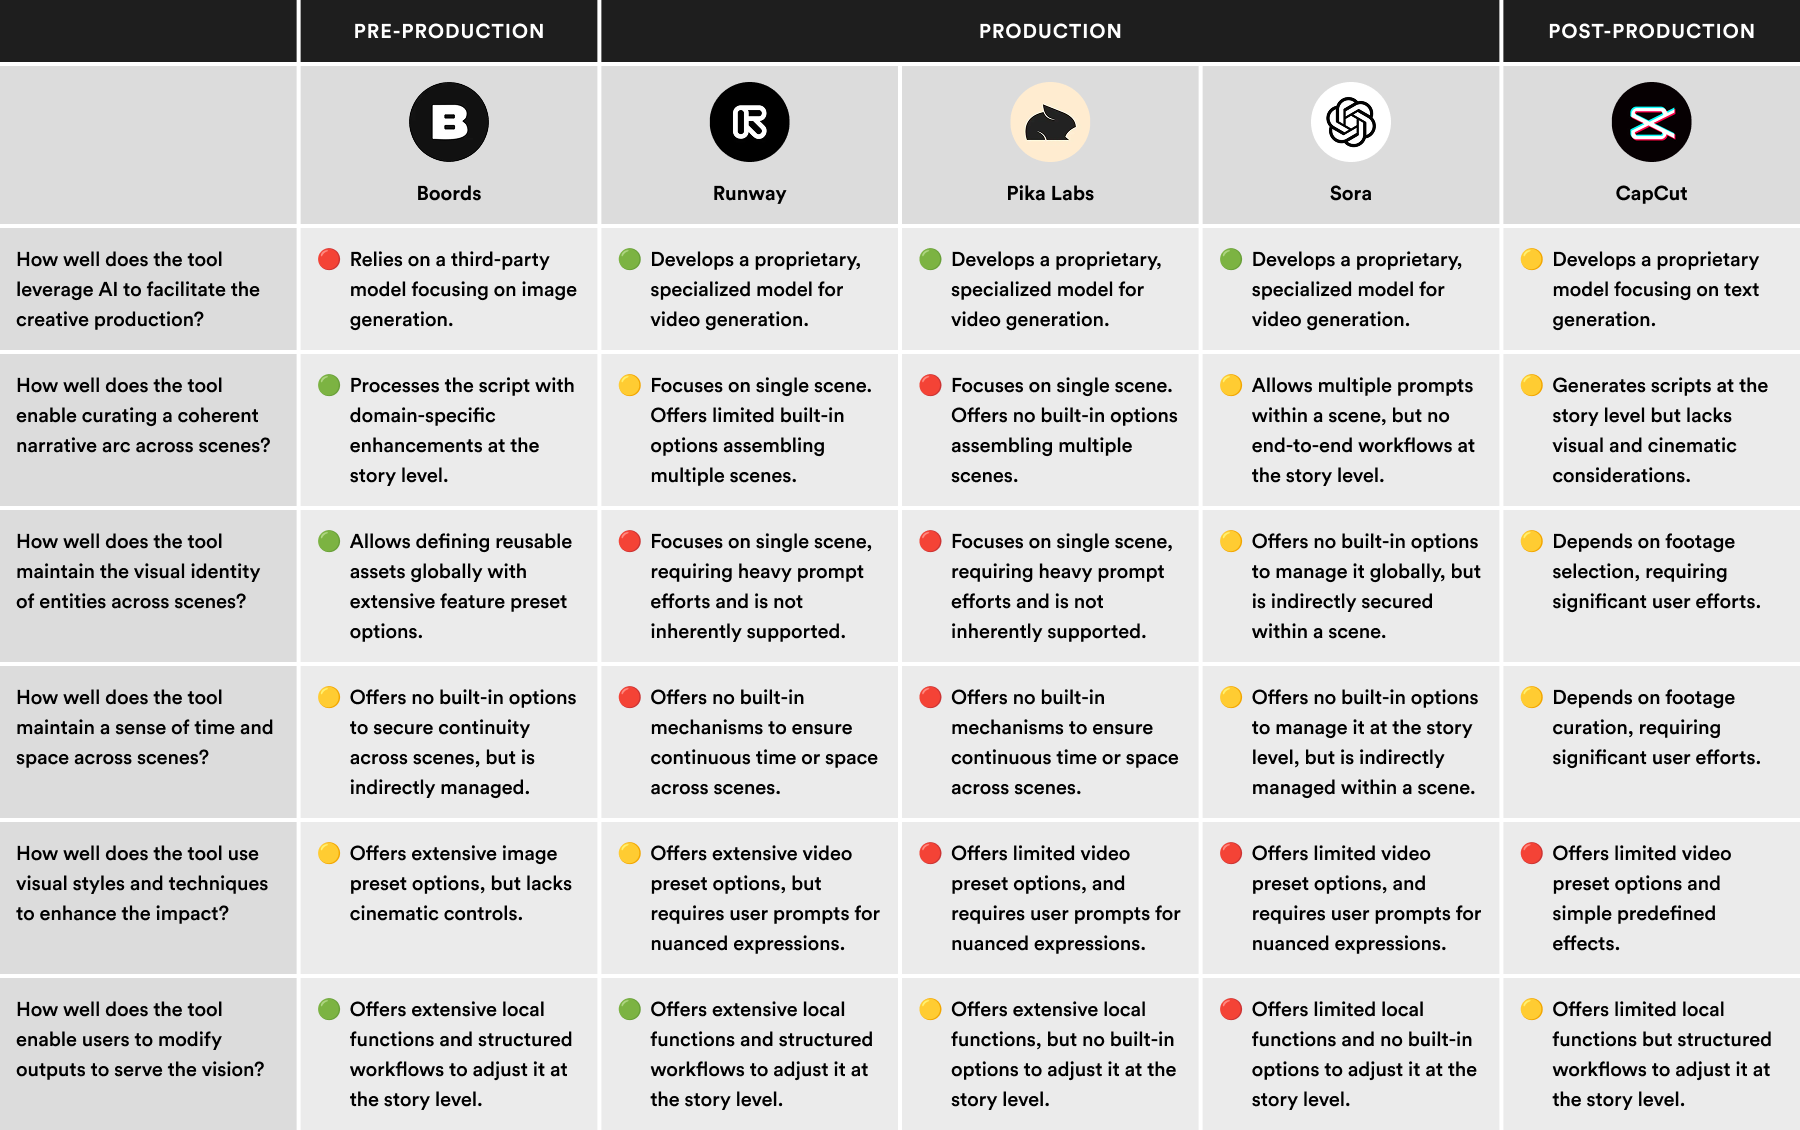 PRE-PRODUCTION
PRODUCTION
POST-PRODUCTION
B
Boords
R
Runway
Pika Labs
Sora
CapCut
How well does the tool
leverage AI to facilitate the
creative production?
Relies on a third-party
model focusing on image
generation.
Develops a proprietary,
specialized model for
video generation.
Develops a proprietary,
specialized model for
video generation.
Develops a proprietary,
specialized model for
video generation.
Develops a proprietary
model focusing on text
generation.
How well does the tool
enable curating a coherent
narrative arc across scenes?
Processes the script with
domain-specific
enhancements at the
story level.
Focuses on single scene.
Offers limited built-in
options assembling
multiple scenes.
Focuses on single scene.
Offers no built-in options
assembling multiple
scenes.
Allows multiple prompts
within a scene, but no
end-to-end workflows at
the story level.
Generates scripts at the
story level but lacks
visual and cinematic
considerations.
How well does the tool
maintain the visual identity
of entities across scenes?
Allows defining reusable
assets globally with
extensive feature preset
options.
Focuses on single scene,
requiring heavy prompt
efforts and is not
inherently supported.
Focuses on single scene,
requiring heavy prompt
efforts and is not
inherently supported.
Offers no built-in options
to manage it globally, but
is indirectly secured
within a scene.
Depends on footage
selection, requiring
significant user efforts.
How well does the tool
maintain a sense of time and
space across scenes?
Offers no built-in options
to secure continuity
across scenes, but is
indirectly managed.
Offers no built-in
mechanisms to ensure
continuous time or space
across scenes.
Offers no built-in
mechanisms to ensure
continuous time or space
across scenes.
Offers no built-in options
to manage it at the story
level, but is indirectly
managed within a scene.
Depends on footage
curation, requiring
significant user efforts.
How well does the tool use
visual styles and techniques
to enhance the impact?
Offers extensive image
preset options, but lacks
cinematic controls.
Offers extensive video
preset options, but
requires user prompts for
nuanced expressions.
Offers limited video
preset options, and
requires user prompts for
nuanced expressions.
Offers limited video
preset options, and
requires user prompts for
nuanced expressions.
Offers limited video
preset options and
simple predefined
effects.
How well does the tool
enable users to modify
outputs to serve the vision?
Offers extensive local
functions and structured
workflows to adjust it at
the story level.
Offers extensive local
functions and structured
workflows to adjust it at
the story level.
Offers extensive local
functions, but no built-in
options to adjust it at the
story level.
Offers limited local
functions and no built-in
options to adjust it at the
story level.
Offers limited local
functions but structured
workflows to adjust it at
the story level.